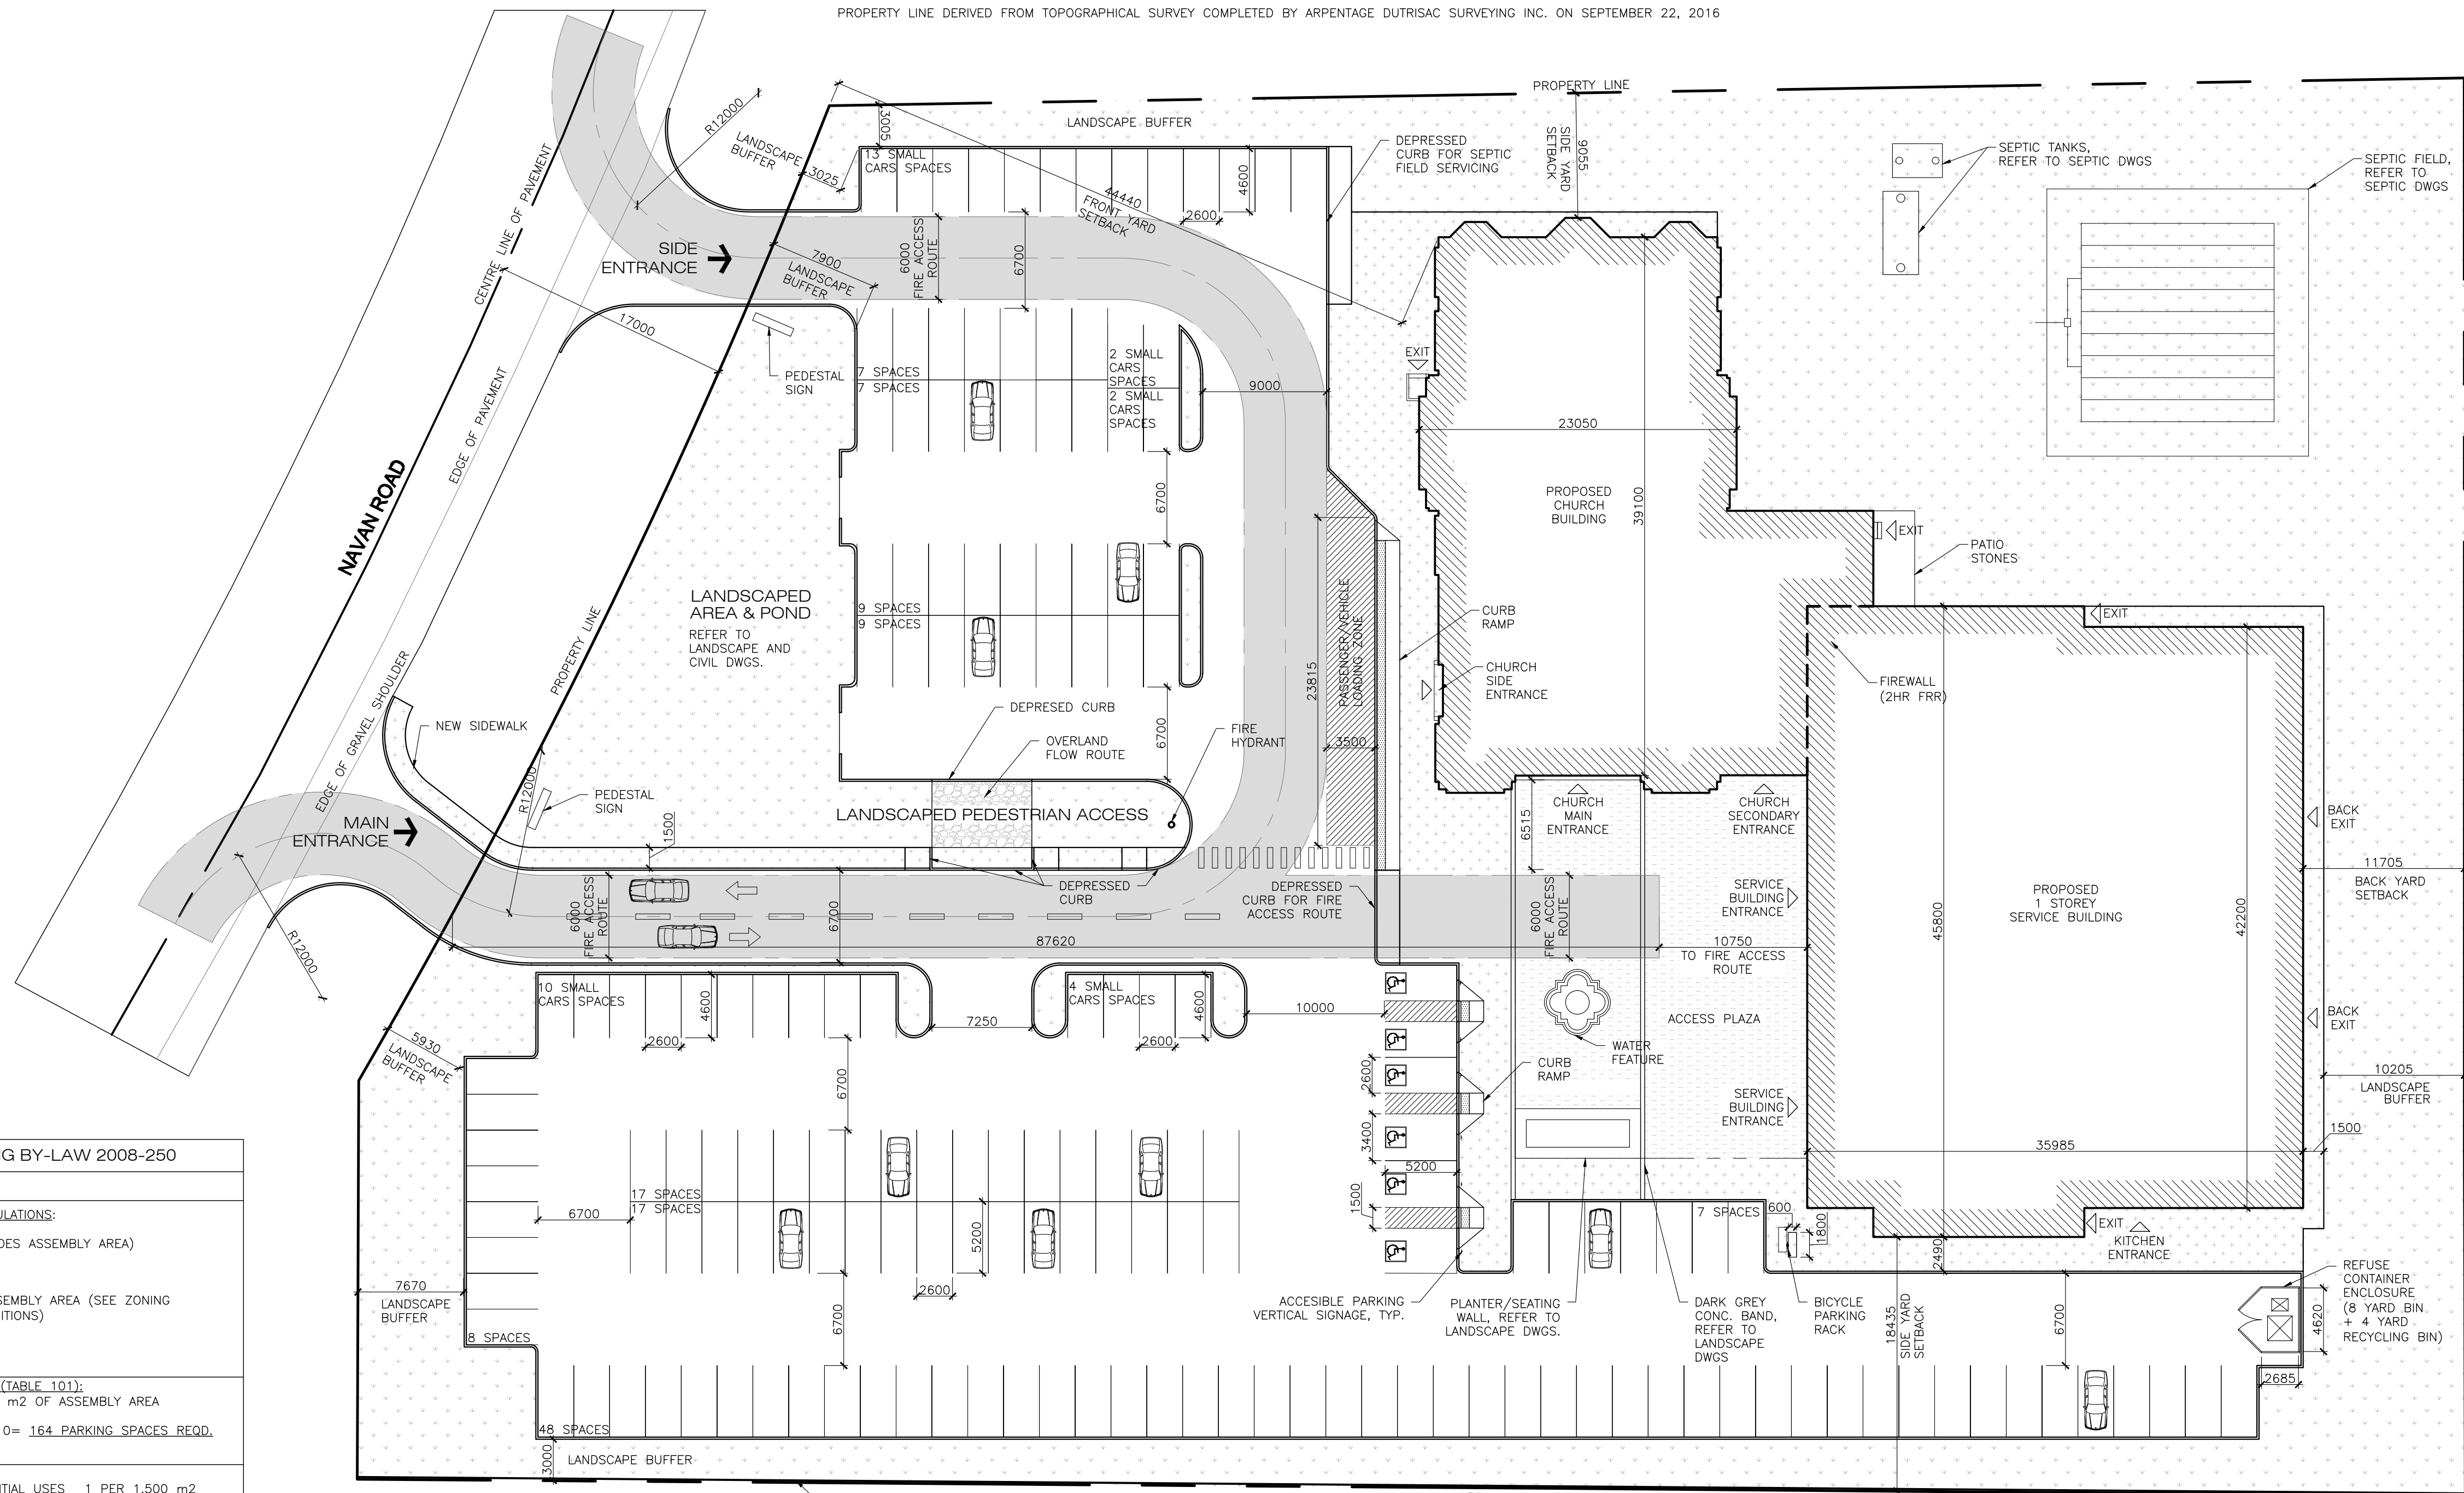 PROPERTY LINE DERIVED FROM TOPOGRAPHICAL SURVEY COMPLETED BY ARPENTAGE DUTRISAC SURVEYING INC. ON SEPTEMBER 22, 2016
PROPERTY LINE
LANDSCAPE BUFFER
3005
R12000
LANDSCAPE
BUFFER
3025
13 SMALL
CARS SPACES
44440
FRONT YARD
SETBACK
4600
2600
DEPRESSED
CURB FOR SEPTIC
FIELD SERVICING
9055
SIDE YARD
SETBACK
SEPTIC TANKS,
REFER TO SEPTIC DWGS
SEPTIC FIELD,
REFER TO
SEPTIC DWGS
CENTRE LINE OF PAVEMENT
SIDE
ENTRANCE
7900
LANDSCAPE
BUFFER
6000
FIRE ACCESS
ROUTE
6700
17000
PEDESTAL
SIGN
7 SPACES
7 SPACES
2 SMALL
CARS
SPACES
2 SMALL
CARS
SPACES
9000
EXIT
23050
EDGE OF PAVEMENT
NAVAN ROAD
6700
PROPOSED
CHURCH
BUILDING
39100
EXIT
PATIO
STONES
LANDSCAPED
AREA & POND
REFER TO
LANDSCAPE AND
CIVIL DWGS.
9 SPACES
9 SPACES
PASSENGER VEHICLE
LOADING ZONE
23815
CURB
RAMP
EXIT
PROPERTY LINE
EDGE OF GRAVEL SHOULDER
CHURCH
SIDE
ENTRANCE
FIREWALL
(2HR FRR)
NEW SIDEWALK
DEPRESED CURB
OVERLAND
FLOW ROUTE
6700
FIRE
HYDRANT
3500
R12000
PEDESTAL
SIGN
1500
LANDSCAPED PEDESTRIAN ACCESS
6515
CHURCH
MAIN
ENTRANCE
CHURCH
SECONDARY
ENTRANCE
BACK
EXIT
MAIN
ENTRANCE
11705
BACK YARD
SETBACK
6000
FIRE ACCESS
ROUTE
6700
DEPRESSED
CURB
DEPRESSED
CURB FOR FIRE
ACCESS ROUTE
6000
FIRE ACCESS
ROUTE
SERVICE
BUILDING
ENTRANCE
PROPOSED
1 STOREY
SERVICE BUILDING
45800
42200
87620
10750
TO FIRE ACCESS
ROUTE
R12000
10 SMALL
CARS SPACES
4600
2600
7250
4 SMALL
CARS SPACES
4600
2600
10000
ACCESS PLAZA
WATER
FEATURE
BACK
EXIT
5930
LANDSCAPE
BUFFER
6700
2600
CURB
RAMP
10205
LANDSCAPE
BUFFER
SERVICE
BUILDING
ENTRANCE
3400
35985
1500
5200
17 SPACES
17 SPACES
6700
5200
1500
7 SPACES
600
1800
EXIT
KITCHEN
ENTRANCE
2490
7670
LANDSCAPE
BUFFER
2600
6700
ACCESIBLE PARKING
VERTICAL SIGNAGE, TYP.
PLANTER/SEATING
WALL, REFER TO
LANDSCAPE DWGS.
DARK GREY
CONC. BAND,
REFER TO
LANDSCAPE
DWGS
BICYCLE
PARKING
RACK
18435
SIDE YARD
SETBACK
6700
REFUSE
CONTAINER
ENCLOSURE
(8 YARD BIN
+ 4 YARD
RECYCLING BIN)
4620
2685
8 SPACES
48 SPACES
3000
LANDSCAPE BUFFER
G BY-LAW 2008-250
ULATIONS:
DES ASSEMBLY AREA)
SEMBLY AREA (SEE ZONING
ITIONS)
(TABLE 101):
m2 OF ASSEMBLY AREA
0= 164 PARKING SPACES REQD.
TIAL USES 1 PER 1,500 m2